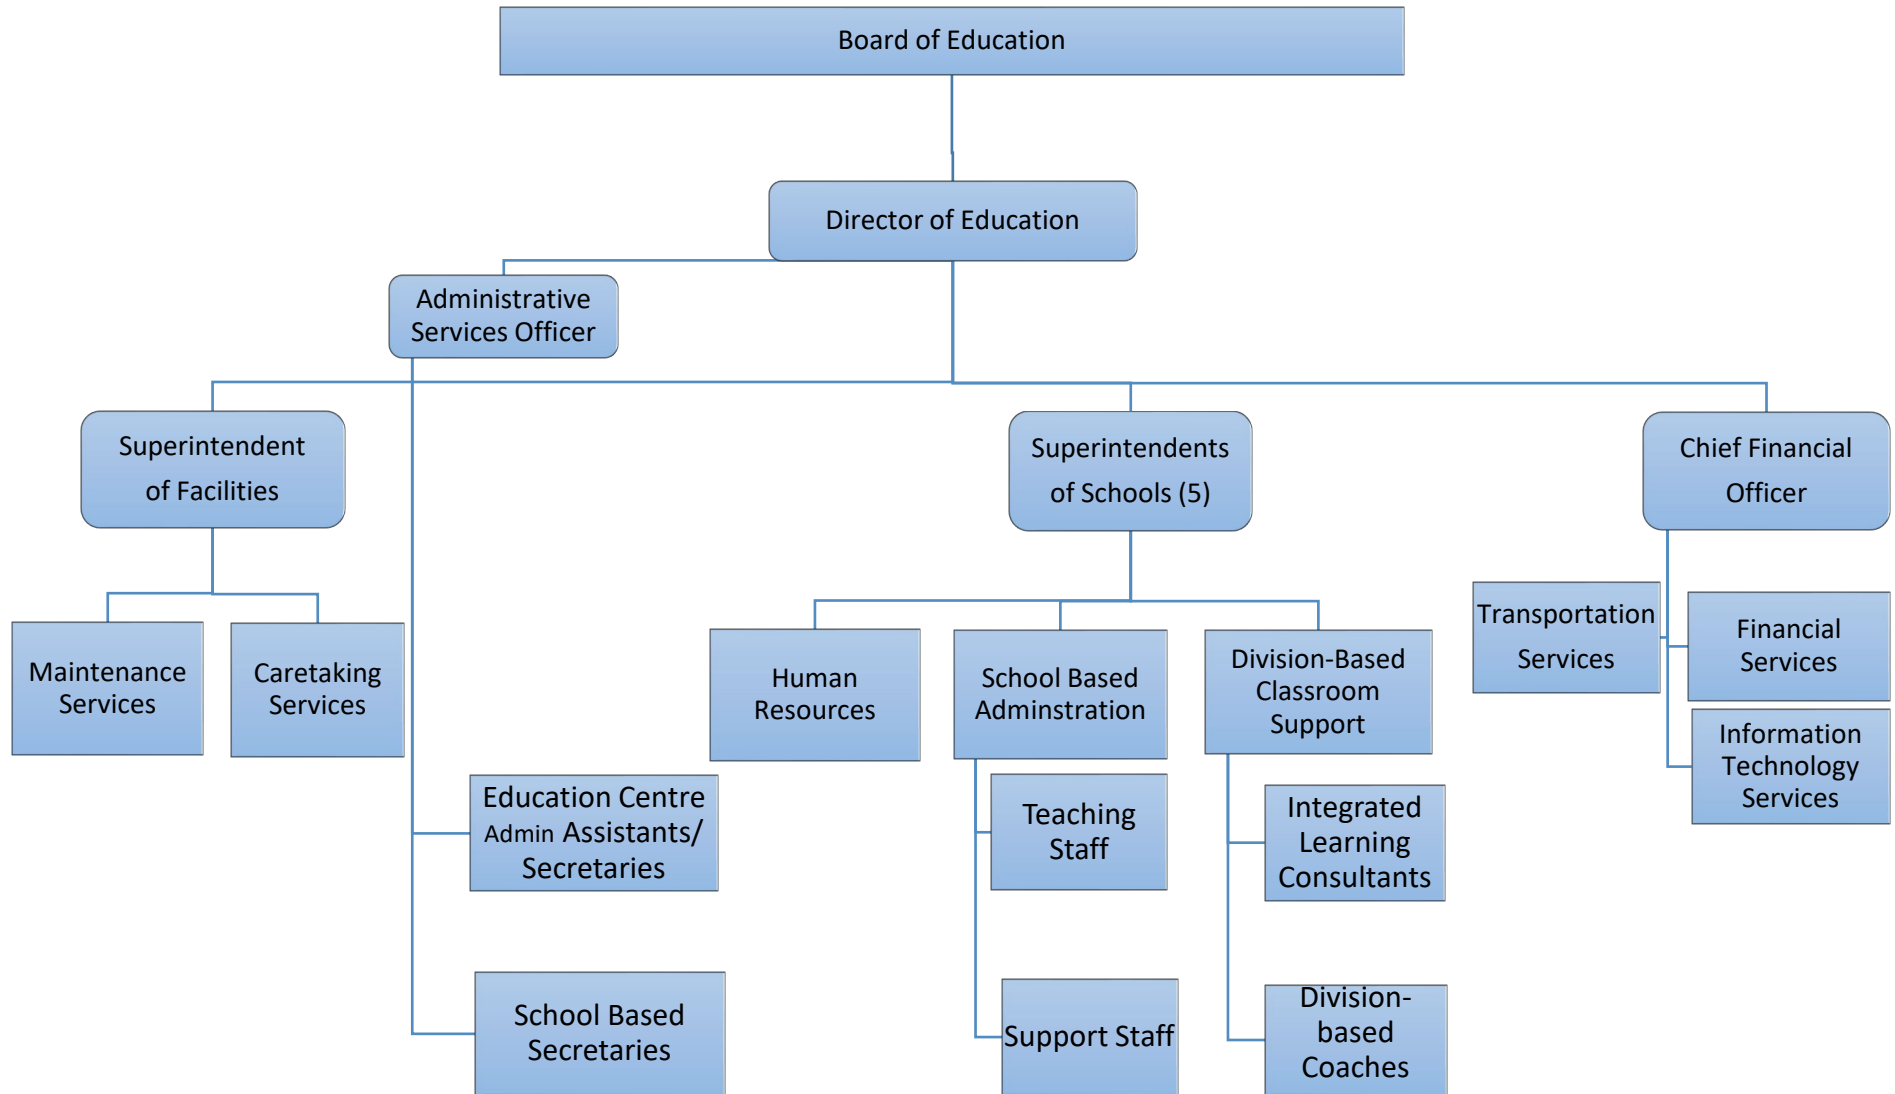 Board of Education
Director of Education
Administrative
Services Officer
Superintendent
of Facilities
Superintendents
of Schools (5)
Chief Financial
Officer
Maintenance
Services
Caretaking
Services
Human
Resources
School Based
Adminstration
Division-Based
Classroom
Support
Transportation
Services
Financial
Services
Information
Technology
Services
Education Centre
Admin Assistants/
Secretaries
Teaching
Staff
Integrated
Learning
Consultants
School Based
Secretaries
Support Staff
Division-
based
Coaches